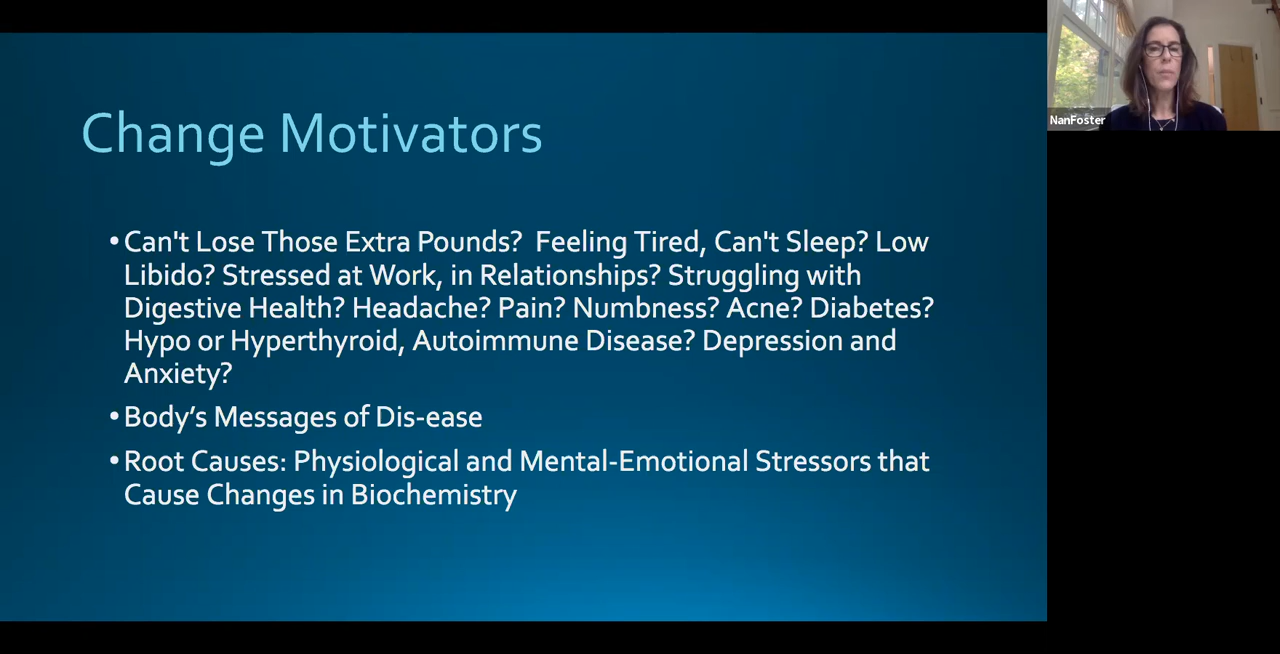 Change Motivators
•Can't Lose Those Extra Pounds?  Feeling Tired, Can't Sleep? Low
Libido? Stressed at Work, in Relationships? Struggling with
Digestive Health? Headache? Pain? Numbness? Acne? Diabetes?
Hypo or Hyperthyroid, Autoimmune Disease? Depression and
Anxiety?
•Body’s Messages of Dis-ease
•Root Causes: Physiological and Mental-Emotional Stressors that
Cause Changes in Biochemistry
NanFoster